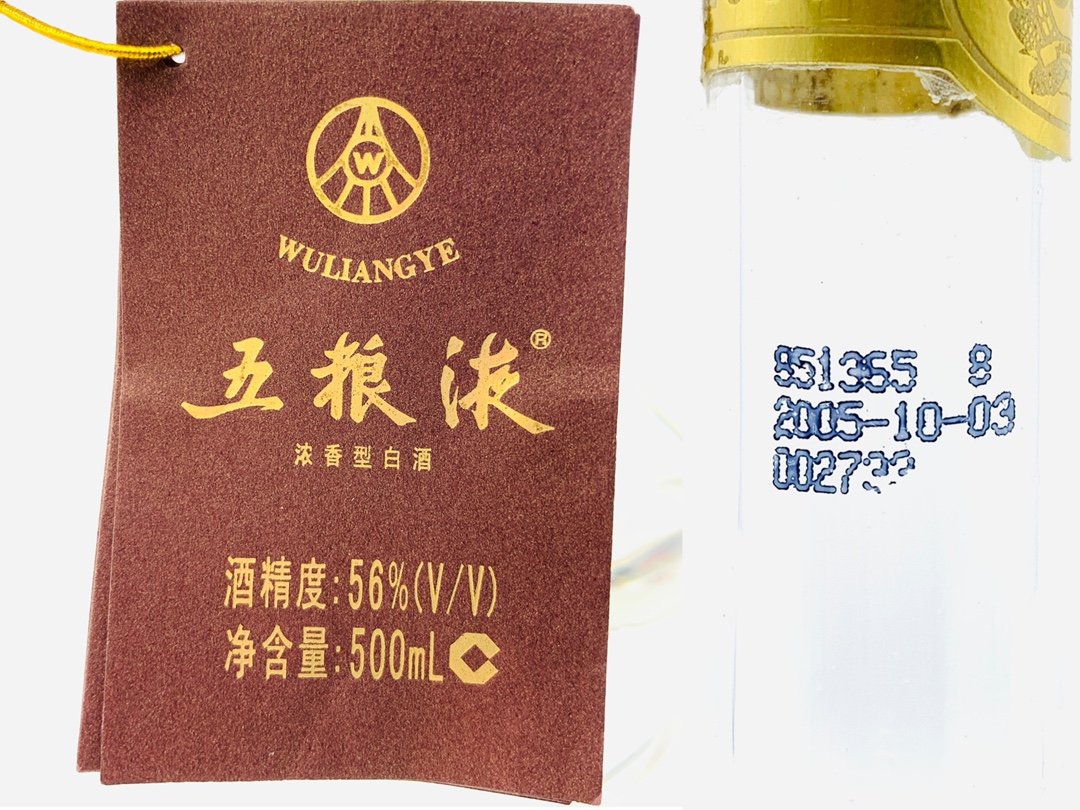 W
WULIANGYE
五粮液®
浓香型白酒
酒精度:56%(V/V)
净含量:500mL
851365 8
2005-10-03